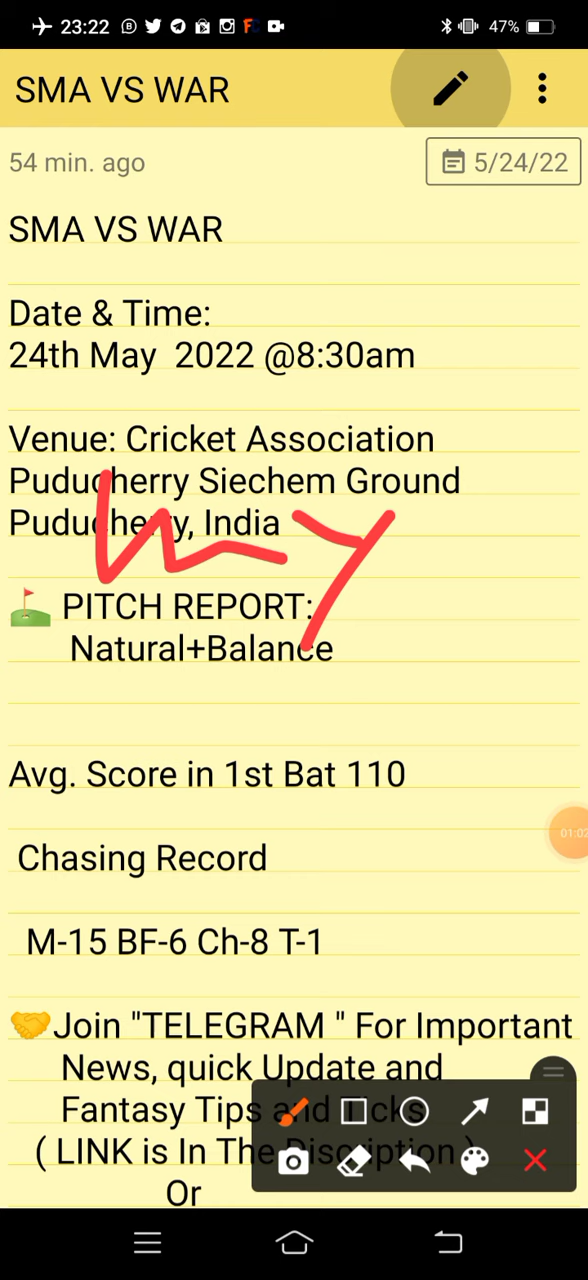 23:22
47%
SMA VS WAR
54 min. ago
5/24/22
SMA VS WAR
Date & Time:
24th May 2022 @8:30am
Venue: Cricket Association
Puducherry Siechem Ground
Puducherry, India
PITCH REPORT:
Natural+Balance
Avg. Score in 1st Bat 110
01:02
Chasing Record
M-15 BF-6 Ch-8 T-1
Join "TELEGRAM " For Important
News, quick Update and
Fantasy Tips and Ticks
( LINK is In The Discription )
Or